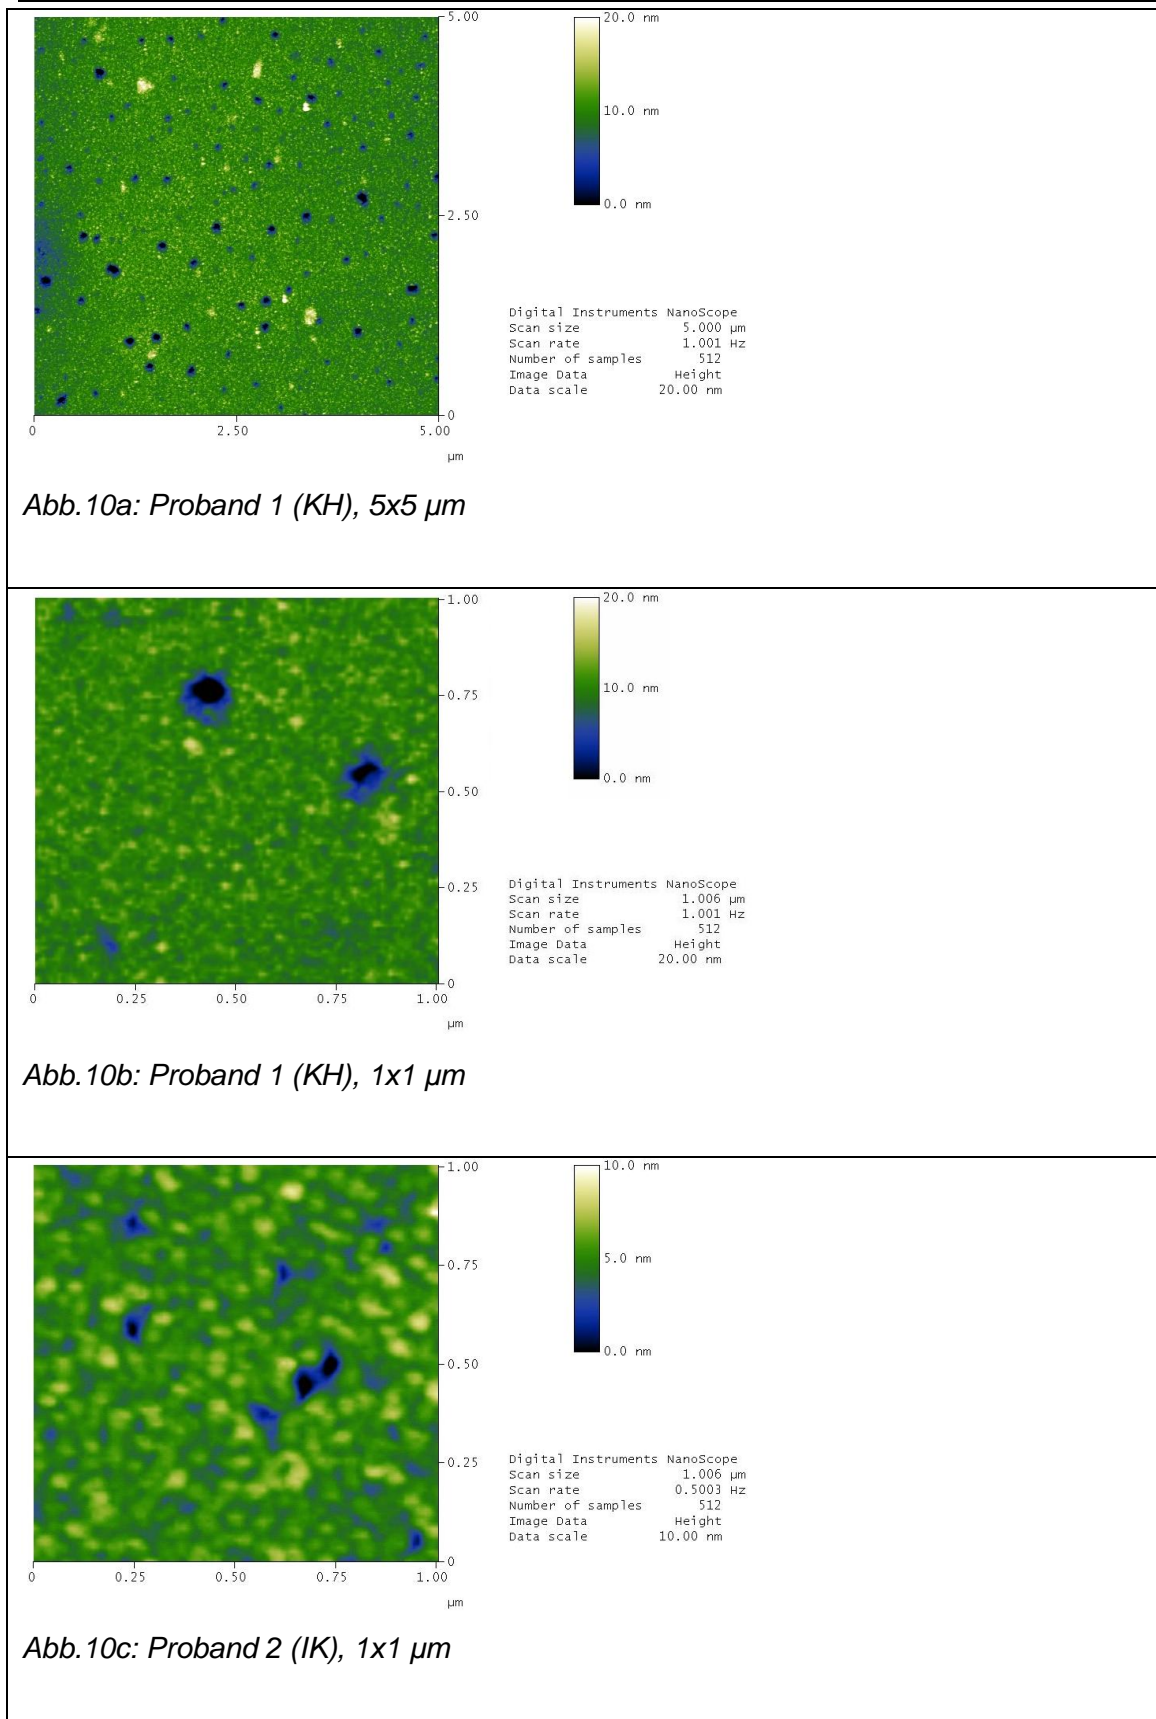 5.00
20.0 nm
10.0 nm
2.50
0.0 nm
Digital Instruments NanoScope
Scan size 5.000 µm
Scan rate 1.001 Hz
Number of samples 512
Image Data Height
Data scale 20.00 nm
0
0 2.50 5.00
µm
Abb.10a: Proband 1 (KH), 5x5 µm
1.00
20.0 nm
0.75
10.0 nm
0.50
0.0 nm
0.25
Digital Instruments NanoScope
Scan size 1.006 µm
Scan rate 1.001 Hz
Number of samples 512
Image Data Height
Data scale 20.00 nm
0
0 0.25 0.50 0.75 1.00
µm
Abb.10b: Proband 1 (KH), 1x1 µm
1.00
10.0 nm
0.75
5.0 nm
0.50
0.0 nm
0.25
Digital Instruments NanoScope
Scan size 1.006 µm
Scan rate 0.5003 Hz
Number of samples 512
Image Data Height
Data scale 10.00 nm
0
0 0.25 0.50 0.75 1.00
µm
Abb.10c: Proband 2 (IK), 1x1 µm